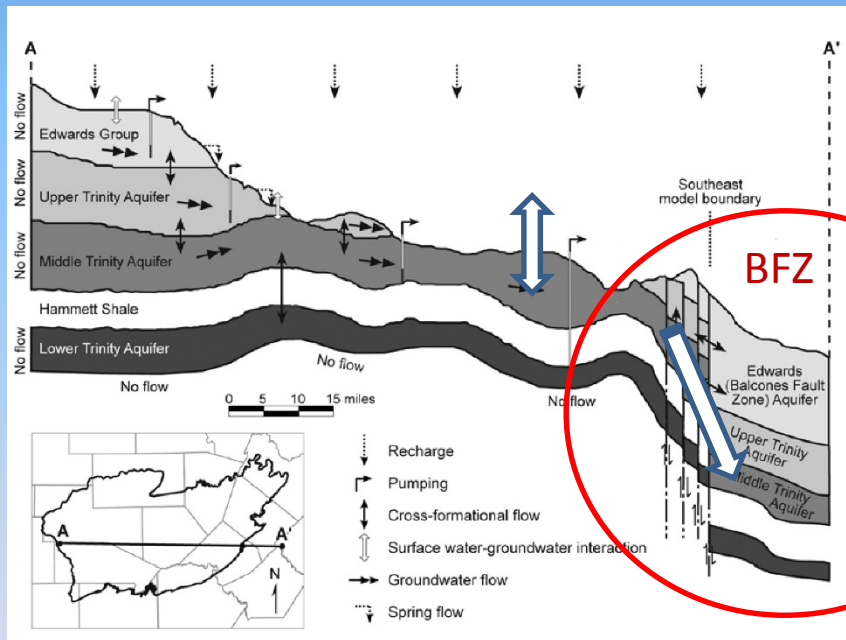 A
A'
No flow
Edwards Group
No flow
Upper Trinity Aquifer
No flow
Middle Trinity Aquifer
Hammett Shale
No flow
Lower Trinity Aquifer
No flow
No flow
No flow
Southeast
model boundary
BFZ
Edwards
(Balcones Fault
Zone) Aquifer
Upper Trinity
Aquifer
Middle Trinity
Aquifer
0 5 10 15 miles
A
A'
N
Recharge
Pumping
Cross-formational flow
Surface water-groundwater interaction
Groundwater flow
Spring flow